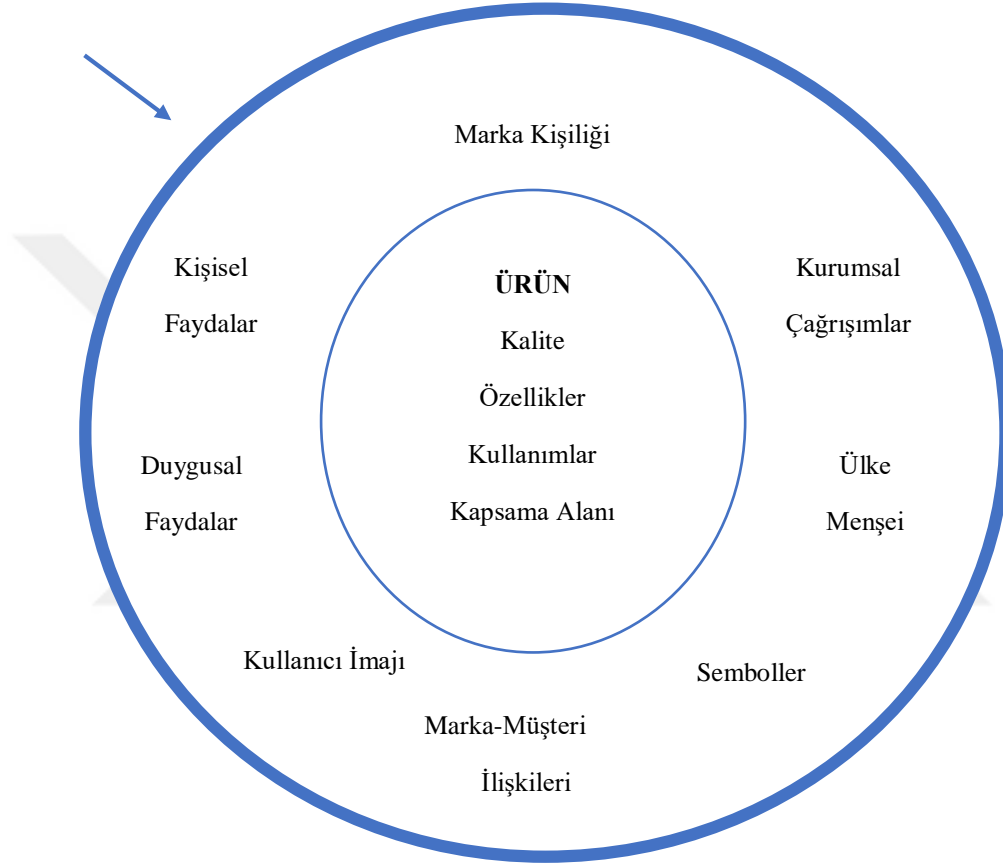 Marka Kişiliği
Kişisel
Faydalar
ÜRÜN
Kalite
Özellikler
Kullanımlar
Kapsama Alanı
Kurumsal
Çağrışımlar
Duygusal
Faydalar
Ülke
Menşei
Kullanıcı İmajı
Semboller
Marka-Müşteri
İlişkileri